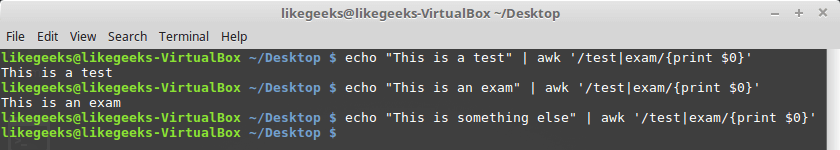 likegeeks@likegeeks-VirtualBox ~/Desktop
File Edit View Search Terminal Help
likegeeks@likegeeks-VirtualBox ~/Desktop $ echo "This is a test" | awk '/test|exam/{print $0}'
This is a test
likegeeks@likegeeks-VirtualBox ~/Desktop $ echo "This is an exam" | awk '/test|exam/{print $0}'
This is an exam
likegeeks@likegeeks-VirtualBox ~/Desktop $ echo "This is something else" | awk '/test|exam/{print $0}'
likegeeks@likegeeks-VirtualBox ~/Desktop $